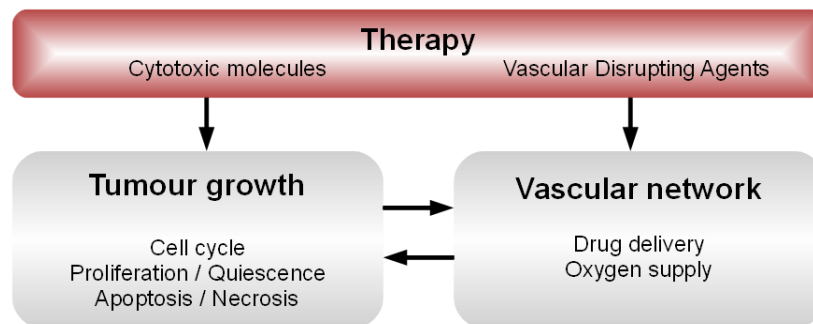 Therapy
Cytotoxic molecules
Vascular Disrupting Agents
Tumour growth
Cell cycle
Proliferation / Quiescence
Apoptosis / Necrosis
Vascular network
Drug delivery
Oxygen supply